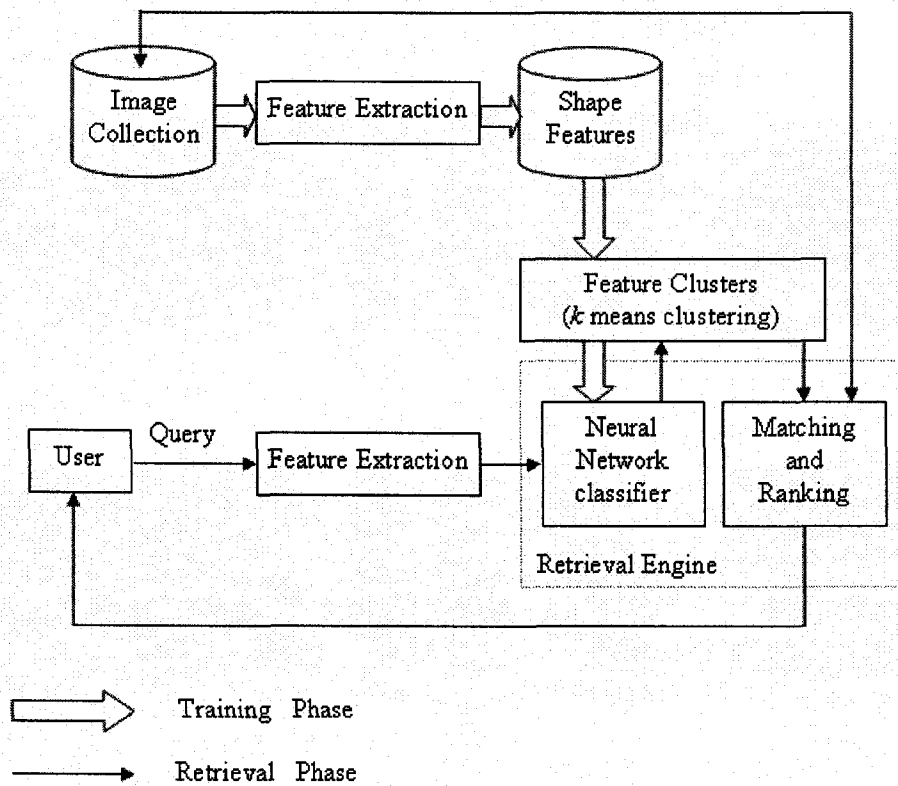 Image
Collection
Feature Extraction
Shape
Features
Feature Clusters
(k means clustering)
User
Query
Feature Extraction
Neural
Network
classifier
Matching
and
Ranking
Retrieval Engine
Training Phase
Retrieval Phase